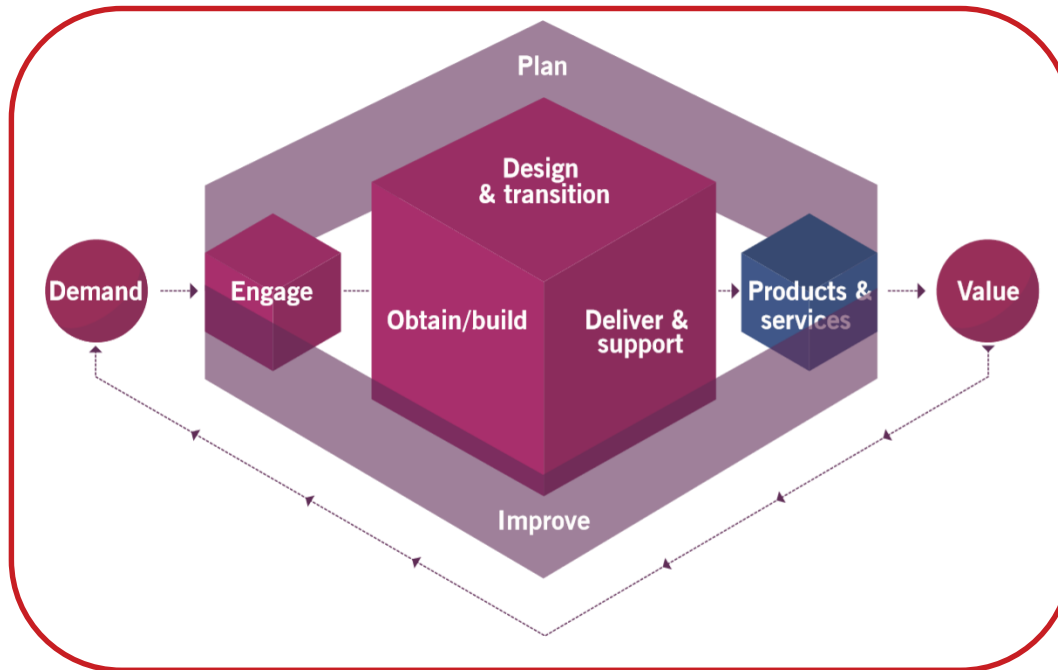 Plan
Design
& transition
Demand
Engage
Obtain/build
Deliver &
support
Products &
services
Value
Improve